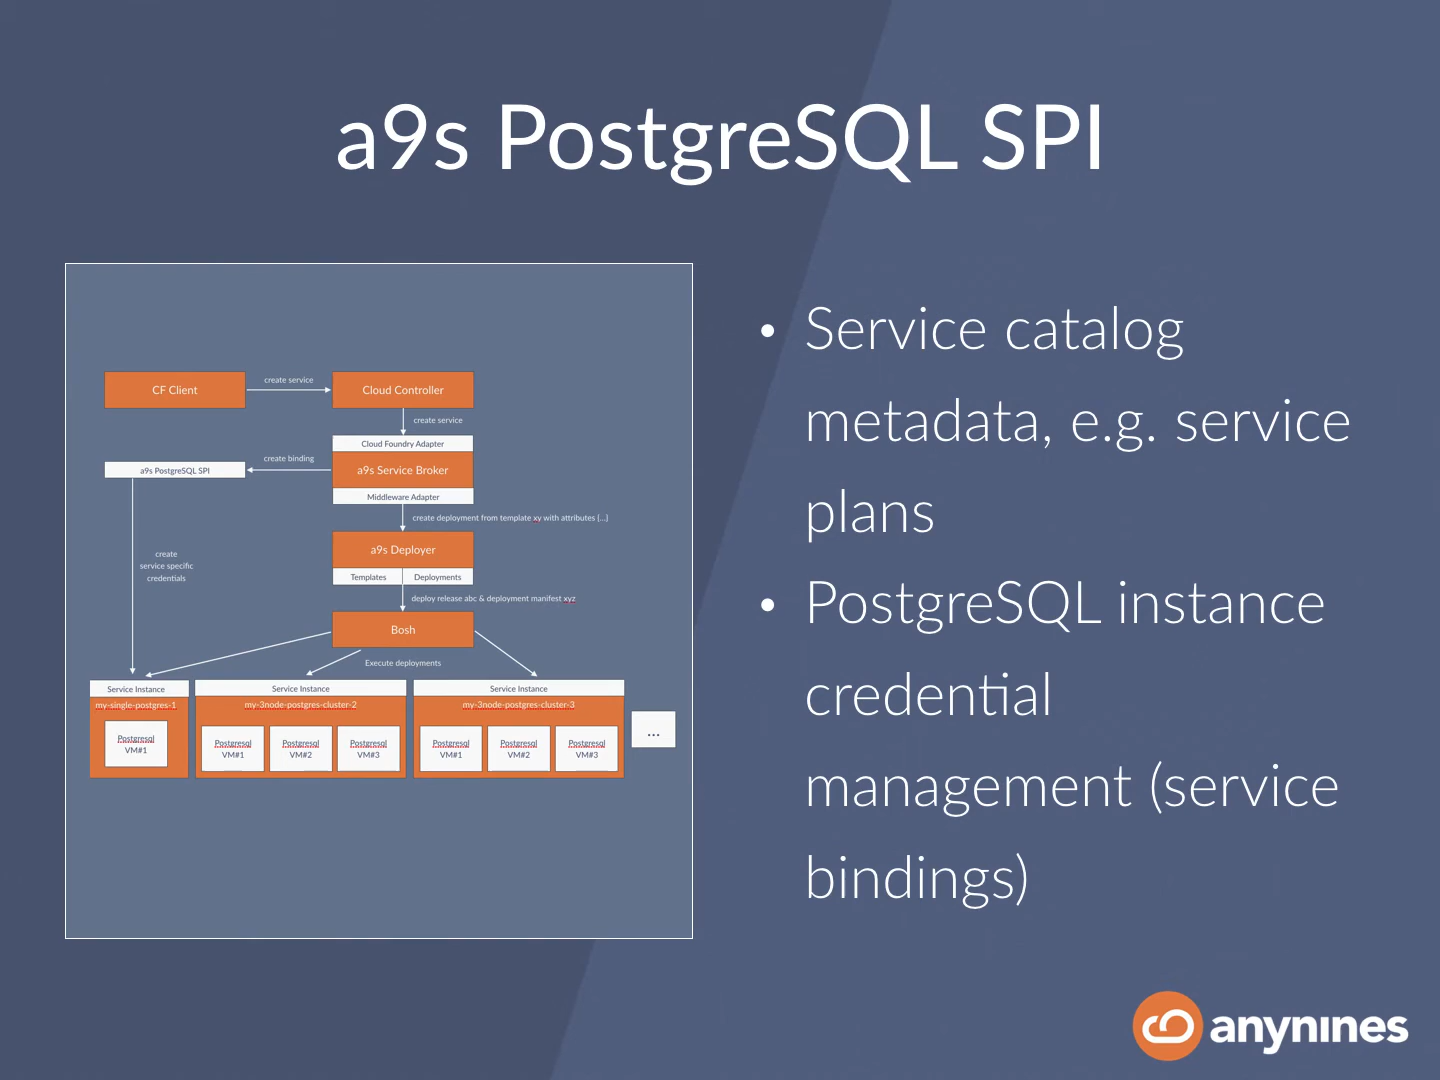 a9s PostgreSQL SPI
CF Client
create service
Cloud Controller
create service
Cloud Foundry Adapter
create binding
a9s PostgreSQL SPI
a9s Service Broker
Middleware Adapter
create deployment from template xy with attributes [...]
a9s Deployer
create
service specific
credentials
Templates
Deployments
deploy release abc & deployment manifest xyz
Bosh
Execute deployments
Service Instance
my-single-postgres-1
Postgresql
VM#1
Service Instance
my-3node-postgres-cluster-2
Postgresql
VM#1
Postgresql
VM#2
Postgresql
VM#3
Service Instance
my-3node-postgres-cluster-3
Postgresql
VM#1
Postgresql
VM#2
Postgresql
VM#3
...
• Service catalog
metadata, e.g. service
plans
• PostgreSQL instance
credential
management (service
bindings)
anynines